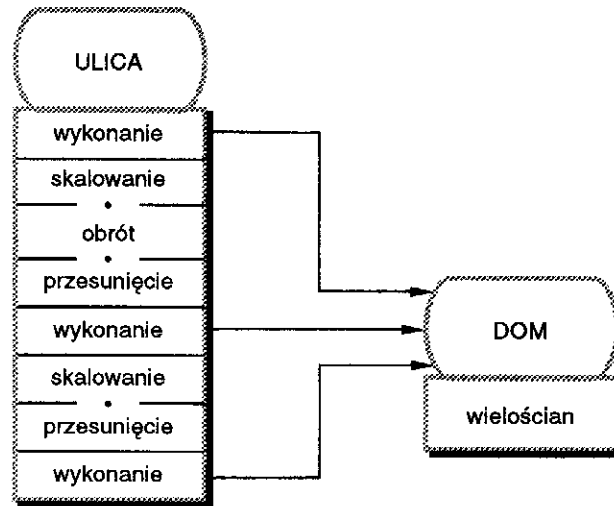 ULICA
wykonanie
skalowanie
obrót
przesunięcie
wykonanie
skalowanie
przesunięcie
wykonanie
DOM
wielościan